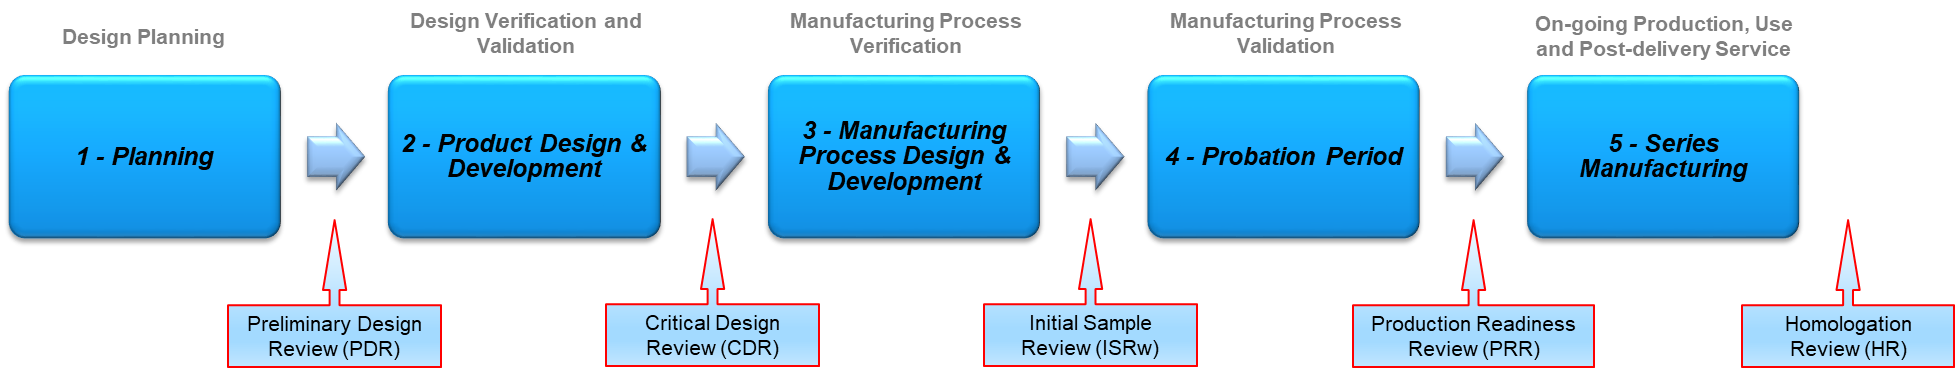 Design Planning
Design Verification and
Validation
Manufacturing Process
Verification
Manufacturing Process
Validation
On-going Production, Use
and Post-delivery Service
1 - Planning
2 - Product Design &
Development
3 - Manufacturing
Process Design &
Development
4 - Probation Period
5 - Series
Manufacturing
Preliminary Design
Review (PDR)
Critical Design
Review (CDR)
Initial Sample
Review (ISRw)
Production Readiness
Review (PRR)
Homologation
Review (HR)